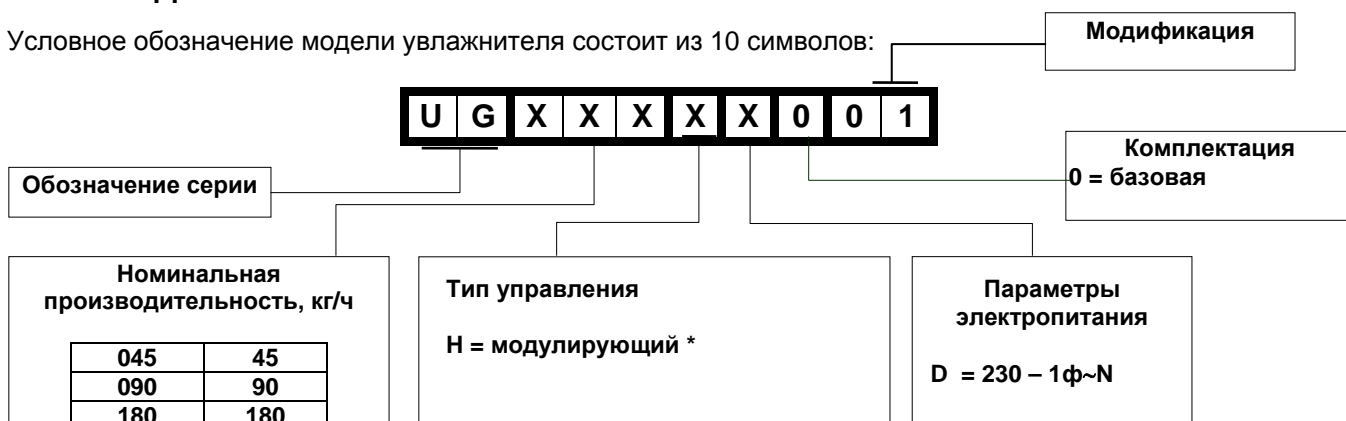 Условное обозначение модели увлажнителя состоит из 10 символов:
Модификация
U G X X X X X 0 0 1
Комплектация
0 = базовая
Обозначение серии
Номинальная
производительность, кг/ч
045 45
090 90
180 180
Тип управления
H = модулирующий *
Параметры
электропитания
D = 230 – 1ф~N